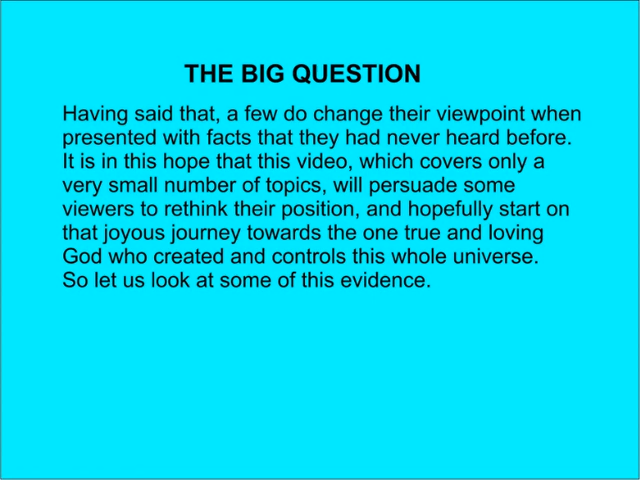 THE BIG QUESTION
Having said that, a few do change their viewpoint when
presented with facts that they had never heard before.
It is in this hope that this video, which covers only a
very small number of topics, will persuade some
viewers to rethink their position, and hopefully start on
that joyous journey towards the one true and loving
God who created and controls this whole universe.
So let us look at some of this evidence.